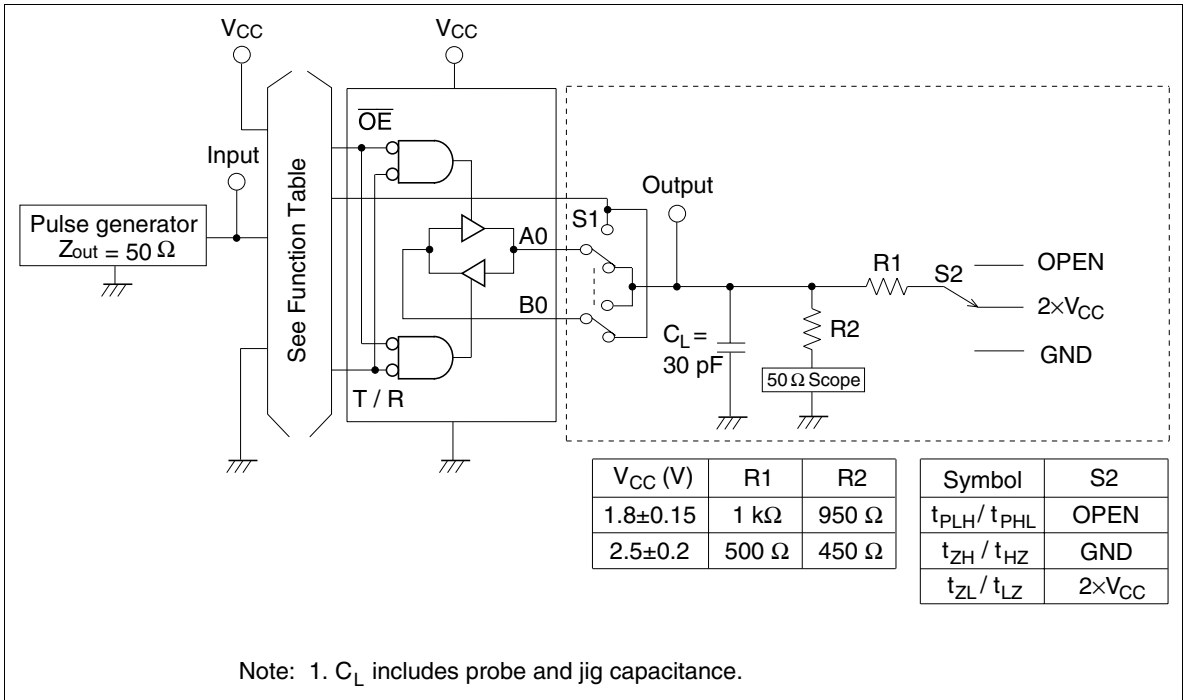 VCC
VCC
Input
Pulse generator
Zout = 50 Ω
See Function Table
OE
T / R
A0
B0
S1
Output
CL =
30 pF
R1
R2
50 Ω Scope
S2
OPEN
2×VCC
GND
VCC (V) R1 R2
1.8±0.15 1 kΩ 950 Ω
2.5±0.2 500 Ω 450 Ω
Symbol S2
tPLH / tPHL OPEN
tZH / tHZ GND
tZL / tLZ 2×VCC
Note: 1. CL includes probe and jig capacitance.